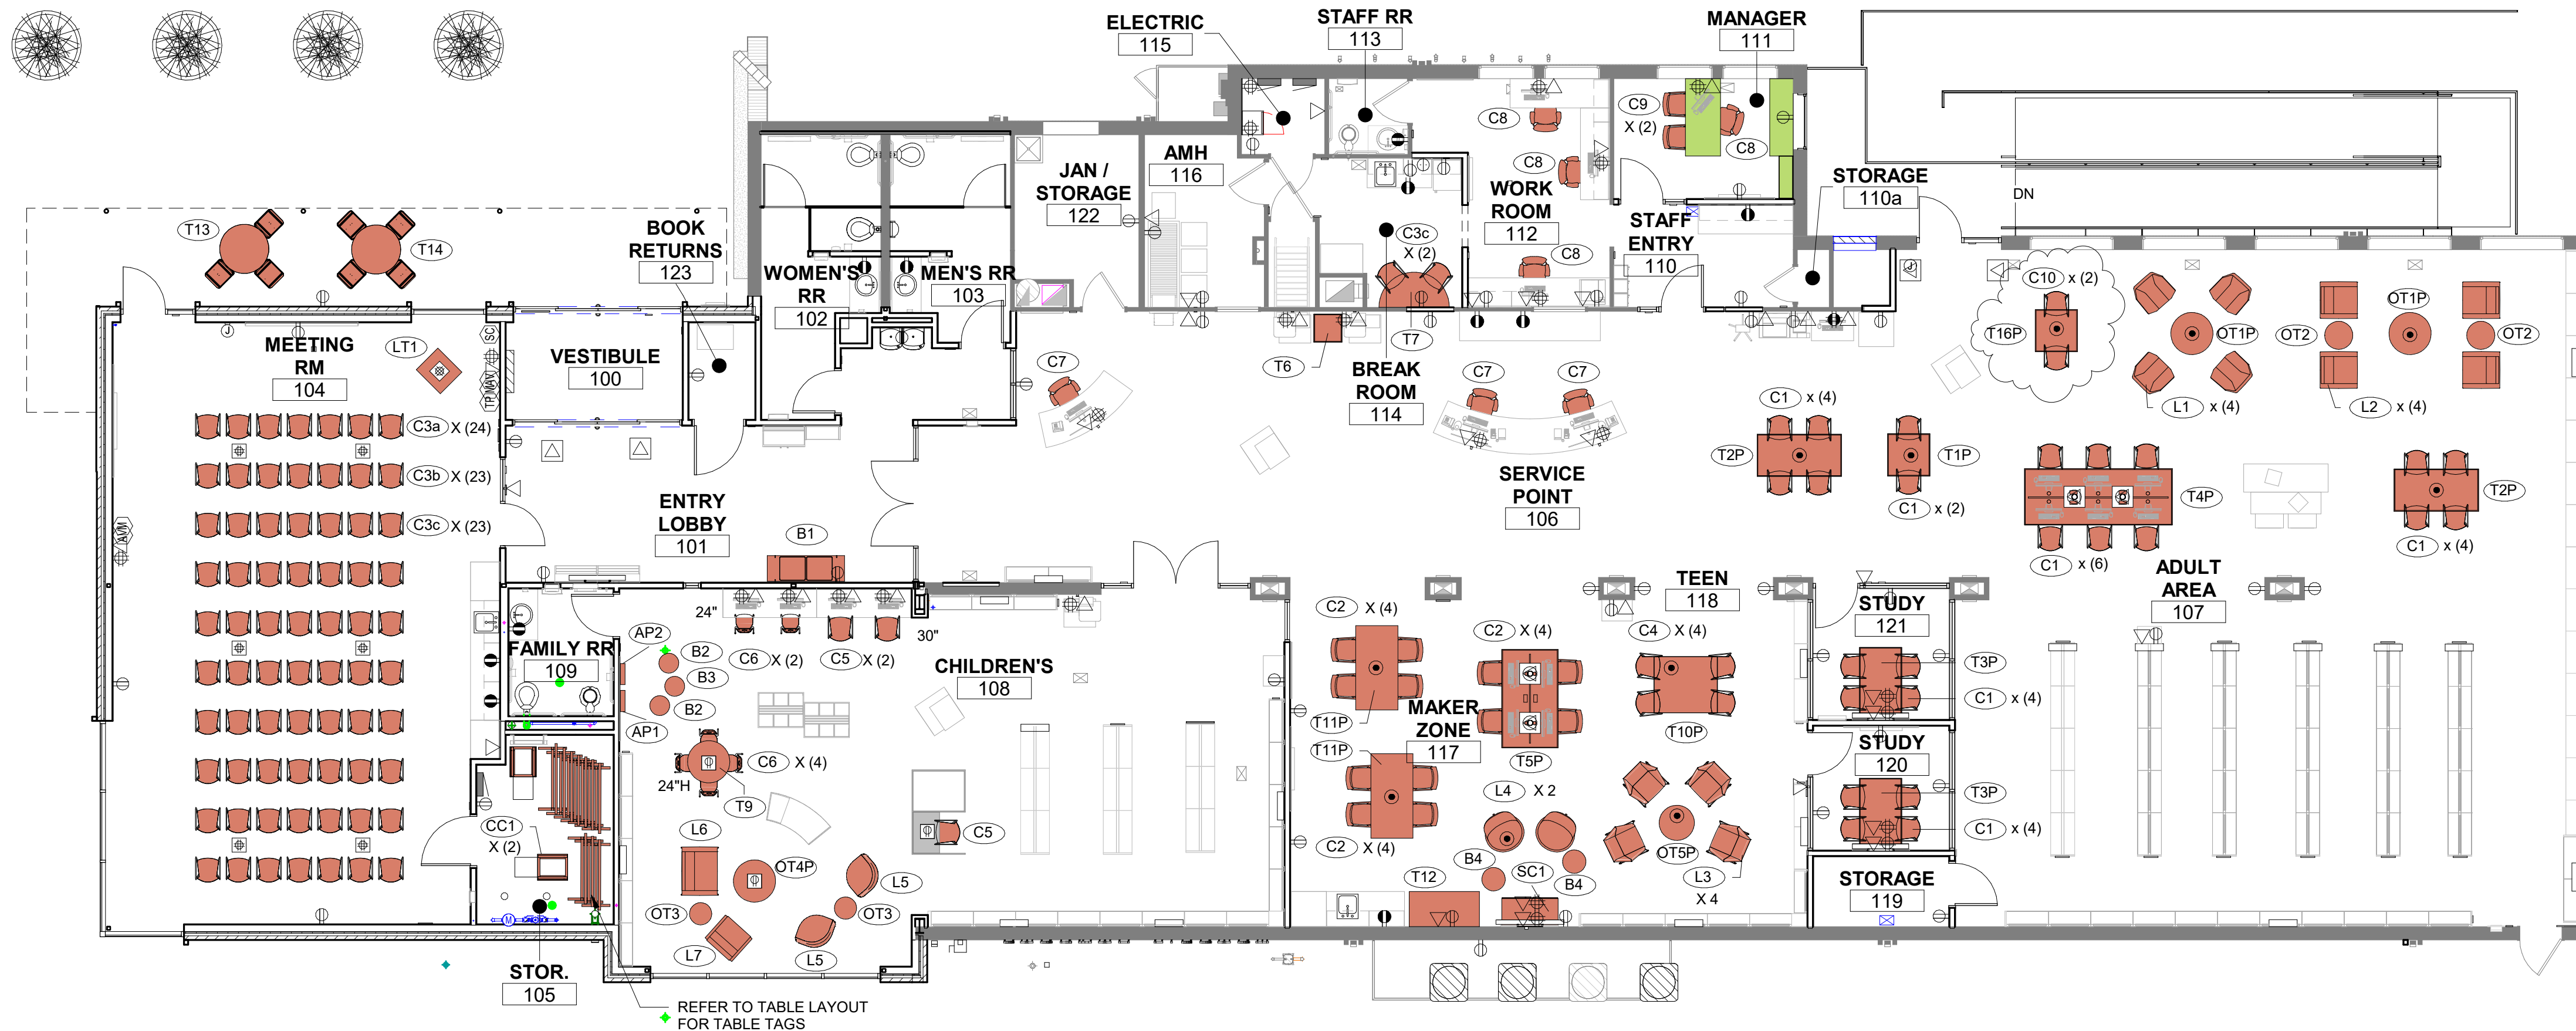 ELECTRIC
115
STAFF RR
113
MANAGER
111
C9
X (2)
C8
C8
C8
C8
WORK
ROOM
112
AMH
116
JAN /
STORAGE
122
STORAGE
110a
DN
STAFF
ENTRY
110
C3c
X (2)
T7
T6
BREAK
ROOM
114
T13
T14
BOOK
RETURNS
123
WOMEN'S
RR
102
MEN'S RR
103
MEETING
RM
104
LT1
SC
MAV
TP
J
VESTIBULE
100
C7
C7
C7
SERVICE
POINT
106
C3a X (24)
C3b X (23)
C3c X (23)
AVM
ENTRY
LOBBY
101
B1
J
C10 x (2)
T16P
OT1P
OT1P
OT2
OT2
L1 x (4)
L2 x (4)
C1 x (4)
T2P
T1P
C1 x (2)
T4P
C1 x (6)
T2P
C1 x (4)
ADULT
AREA
107
FAMILY RR
109
AP2
B2
B3
B2
AP1
24"
C6 X (2)
C5 X (2)
30"
CHILDREN'S
108
C6 X (4)
24"H
T9
C5
L6
OT4P
L5
OT3
OT3
L7
L5
CC1
X (2)
M
STOR.
105
REFER TO TABLE LAYOUT
FOR TABLE TAGS
C2 X (4)
T11P
T11P
C2 X (4)
MAKER
ZONE
117
C2 X (4)
T5P
TEEN
118
C4 X (4)
T10P
L4 X 2
B4
B4
SC1
T12
OT5P
L3
X 4
STUDY
121
T3P
C1 x (4)
STUDY
120
T3P
C1 x (4)
STORAGE
119